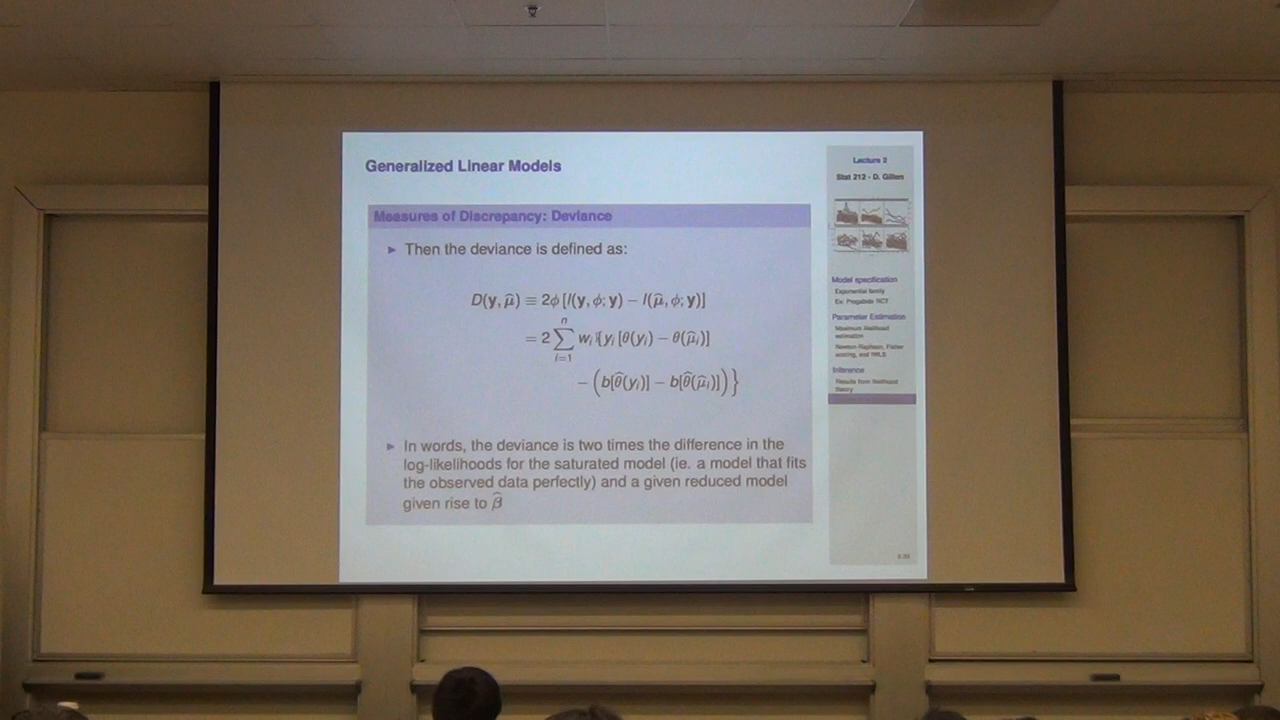 Generalized Linear Models
Measures of Discrepancy: Deviance
► Then the deviance is defined as:
D(y, μ̂) ≡ 2φ [l(y, φ; y) − l(μ̂, φ; y)]
= 2 ∑ᵢ₌₁ⁿ wᵢ {yᵢ [θ(yᵢ) − θ(μ̂ᵢ)]
− (b[θ̂(yᵢ)] − b[θ̂(μ̂ᵢ)])}
► In words, the deviance is two times the difference in the
log-likelihoods for the saturated model (ie. a model that fits
the observed data perfectly) and a given reduced model
given rise to β̂
Lecture 2
Stat 212 - D. Gillen
Model specification
Exponential family
Ex: Progabide RCT
Parameter Estimation
Maximum likelihood
estimation
Newton-Raphson, Fisher
scoring, and IRLS
Inference
Results from likelihood
theory